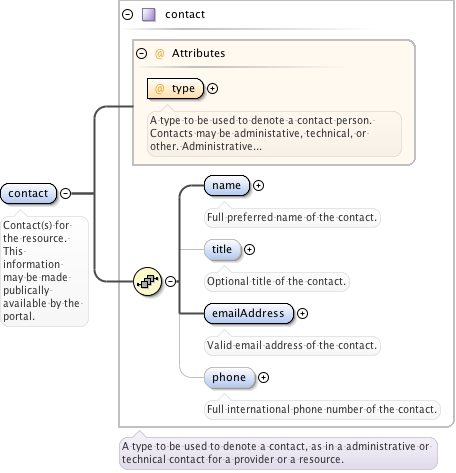 contact
Attributes
@ type
A type to be used to denote a contact person.
Contacts may be administative, technical, or
other. Administrative...
contact
Contact(s) for
the resource.
This
information
may be made
publically
available by the
portal.
name
Full preferred name of the contact.
title
Optional title of the contact.
emailAddress
Valid email address of the contact.
phone
Full international phone number of the contact.
A type to be used to denote a contact, as in a administrative or
technical contact for a provider or a resource.